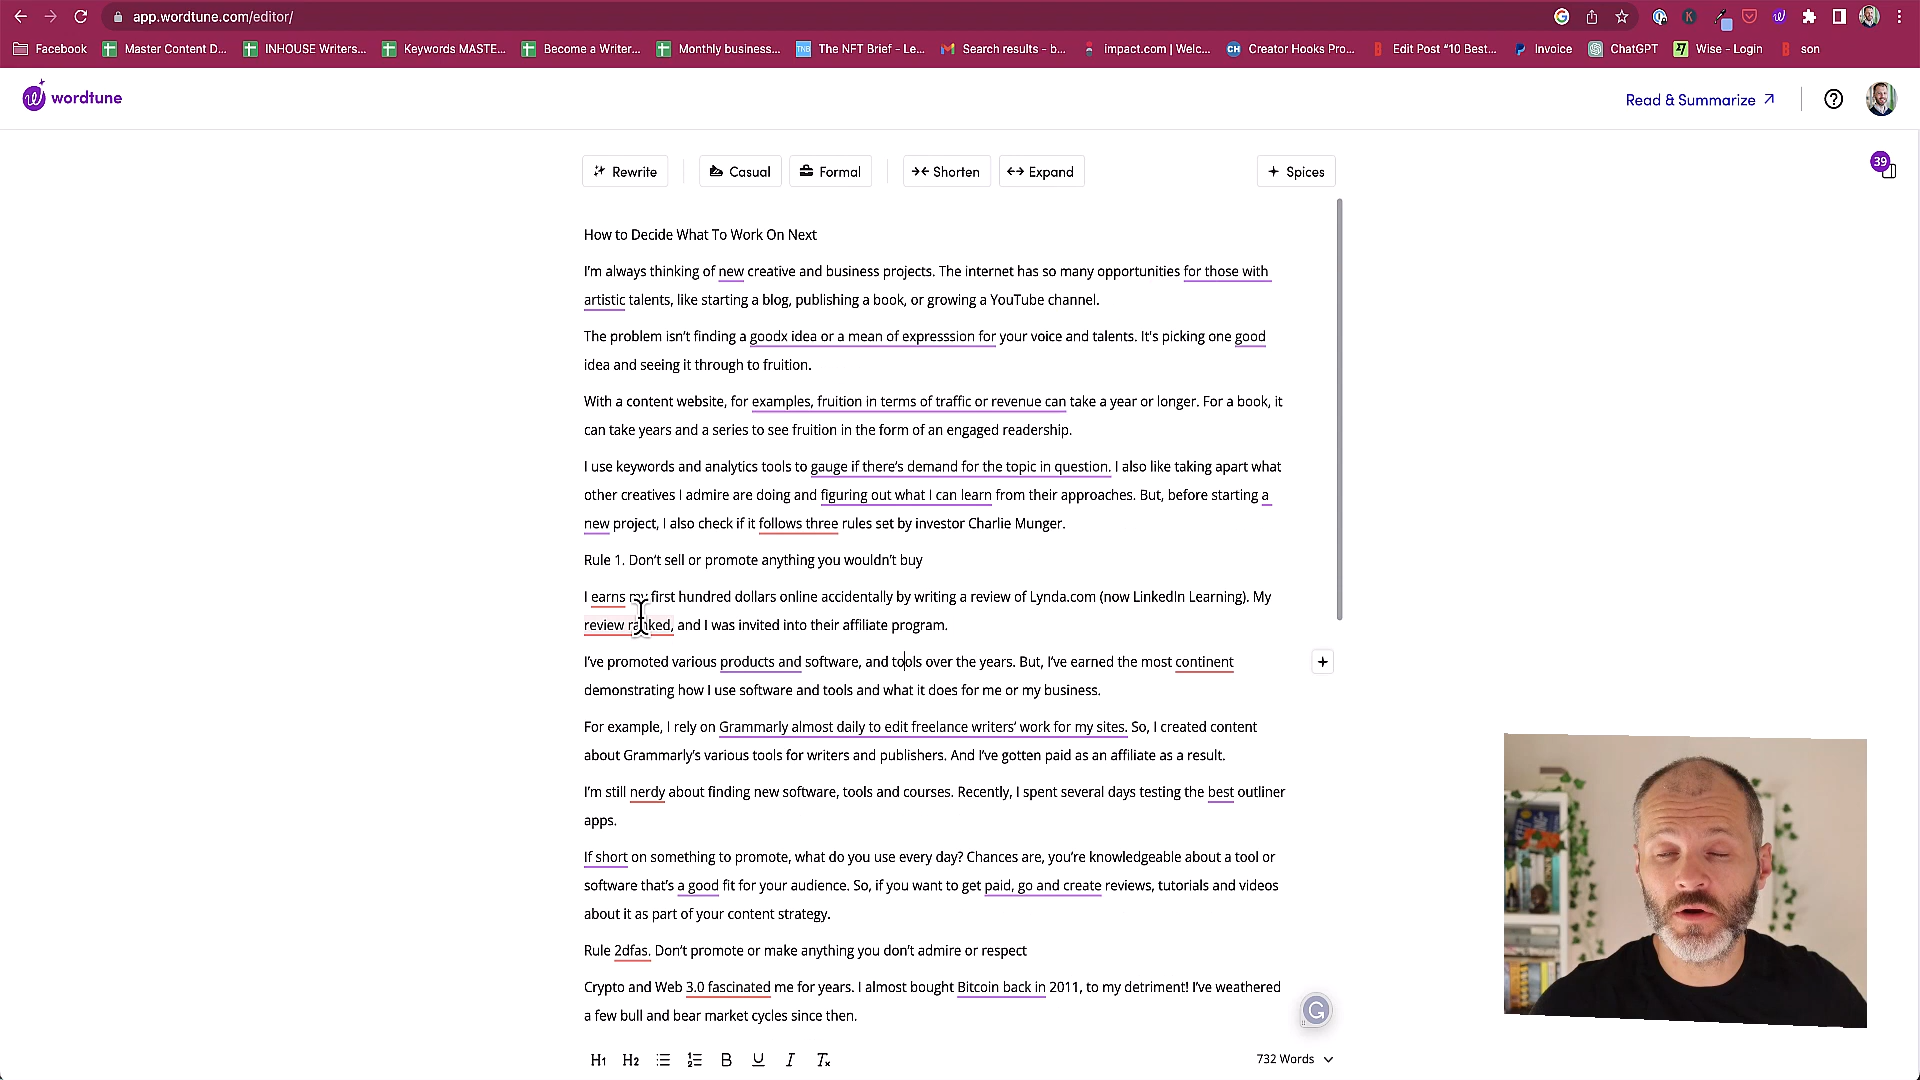 app.wordtune.com/editor/
Facebook
Master Content D...
INHOUSE Writers...
Keywords MASTE...
Become a Writer...
Monthly business...
The NFT Brief - Le...
Search results - b...
impact.com | Welc...
Creator Hooks Pro...
Edit Post “10 Best...
Invoice
ChatGPT
Wise - Login
son
wordtune
Read & Summarize
39
Rewrite
Casual
Formal
Shorten
Expand
Spices
How to Decide What To Work On Next
I’m always thinking of new creative and business projects. The internet has so many opportunities for those with
artistic talents, like starting a blog, publishing a book, or growing a YouTube channel.
The problem isn’t finding a goodx idea or a mean of expresssion for your voice and talents. It's picking one good
idea and seeing it through to fruition.
With a content website, for examples, fruition in terms of traffic or revenue can take a year or longer. For a book, it
can take years and a series to see fruition in the form of an engaged readership.
I use keywords and analytics tools to gauge if there’s demand for the topic in question. I also like taking apart what
other creatives I admire are doing and figuring out what I can learn from their approaches. But, before starting a
new project, I also check if it follows three rules set by investor Charlie Munger.
Rule 1. Don’t sell or promote anything you wouldn’t buy
I earns my first hundred dollars online accidentally by writing a review of Lynda.com (now LinkedIn Learning). My
review ranked, and I was invited into their affiliate program.
I’ve promoted various products and software, and tools over the years. But, I’ve earned the most continent
demonstrating how I use software and tools and what it does for me or my business.
For example, I rely on Grammarly almost daily to edit freelance writers’ work for my sites. So, I created content
about Grammarly’s various tools for writers and publishers. And I’ve gotten paid as an affiliate as a result.
I’m still nerdy about finding new software, tools and courses. Recently, I spent several days testing the best outliner
apps.
If short on something to promote, what do you use every day? Chances are, you’re knowledgeable about a tool or
software that’s a good fit for your audience. So, if you want to get paid, go and create reviews, tutorials and videos
about it as part of your content strategy.
Rule 2dfas. Don’t promote or make anything you don’t admire or respect
Crypto and Web 3.0 fascinated me for years. I almost bought Bitcoin back in 2011, to my detriment! I’ve weathered
a few bull and bear market cycles since then.
H1 H2 B U I Tx
732 Words